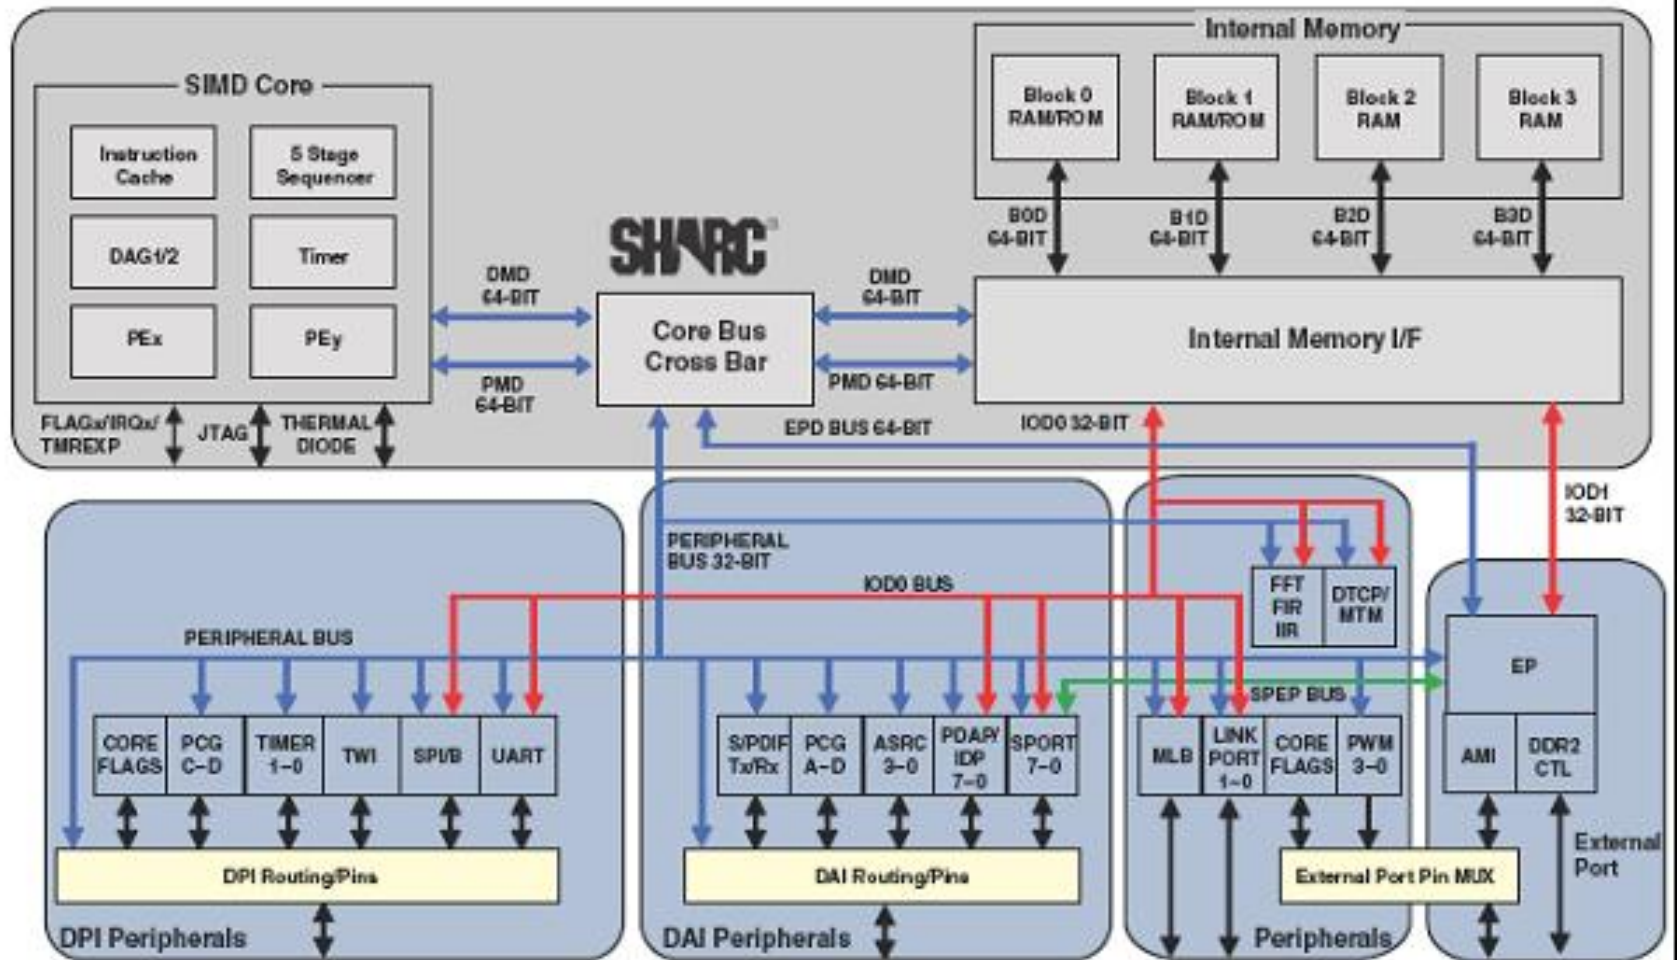 Internal Memory
SIMD Core
Block 0
RAM/ROM
Block 1
RAM/ROM
Block 2
RAM
Block 3
RAM
Instruction
Cache
5 Stage
Sequencer
DAG1/2
Timer
PEx
PEy
B0D
64-BIT
B1D
64-BIT
B2D
64-BIT
B3D
64-BIT
SHARC®
DMD
64-BIT
DMD
64-BIT
Core Bus
Cross Bar
Internal Memory I/F
PMD
64-BIT
PMD 64-BIT
FLAGx/IRQx/
TMREXP
JTAG
THERMAL
DIODE
EPD BUS 64-BIT
IOD0 32-BIT
IOD1
32-BIT
PERIPHERAL
BUS 32-BIT
IOD0 BUS
FFT
FIR
IIR
DTCP/
MTM
PERIPHERAL BUS
EP
SPEP BUS
CORE
FLAGS
PCG
C-D
TIMER
1-0
TWI
SPI/B
UART
S/PDIF
Tx/Rx
PCG
A-D
ASRC
3-0
PDAP/
IDP
7-0
SPORT
7-0
MLB
LINK
PORT
1-0
CORE
FLAGS
PWM
3-0
AMI
DDR2
CTL
DPI Routing/Pins
DAI Routing/Pins
External Port Pin MUX
External
Port
DPI Peripherals
DAI Peripherals
Peripherals